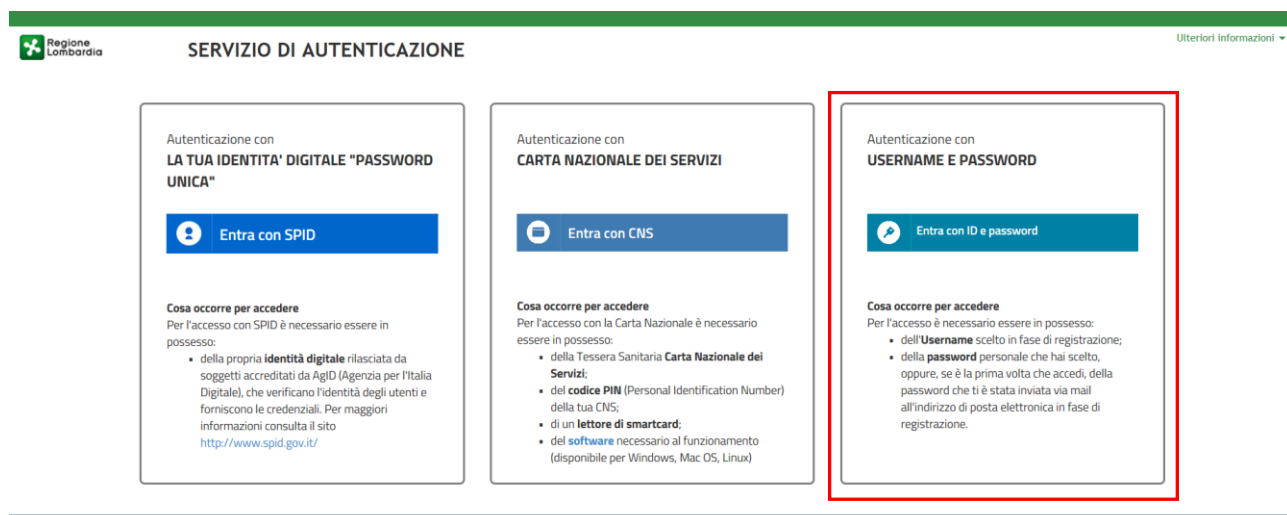 Regione
Lombardia
SERVIZIO DI AUTENTICAZIONE
Ulteriori informazioni
Autenticazione con
LA TUA IDENTITA' DIGITALE "PASSWORD
UNICA"
Entra con SPID
Cosa occorre per accedere
Per l'accesso con SPID è necessario essere in
possesso:
della propria identità digitale rilasciata da
soggetti accreditati da AgID (Agenzia per l'Italia
Digitale), che verificano l'identità degli utenti e
forniscono le credenziali. Per maggiori
informazioni consulta il sito
http://www.spid.gov.it/
Autenticazione con
CARTA NAZIONALE DEI SERVIZI
Entra con CNS
Cosa occorre per accedere
Per l'accesso con la Carta Nazionale è necessario
essere in possesso:
della Tessera Sanitaria Carta Nazionale dei
Servizi;
del codice PIN (Personal Identification Number)
della tua CNS;
di un lettore di smartcard;
del software necessario al funzionamento
(disponibile per Windows, Mac OS, Linux)
Autenticazione con
USERNAME E PASSWORD
Entra con ID e password
Cosa occorre per accedere
Per l'accesso è necessario essere in possesso:
dell'Username scelto in fase di registrazione;
della password personale che hai scelto,
oppure, se è la prima volta che accedi, della
password che ti è stata inviata via mail
all'indirizzo di posta elettronica in fase di
registrazione.